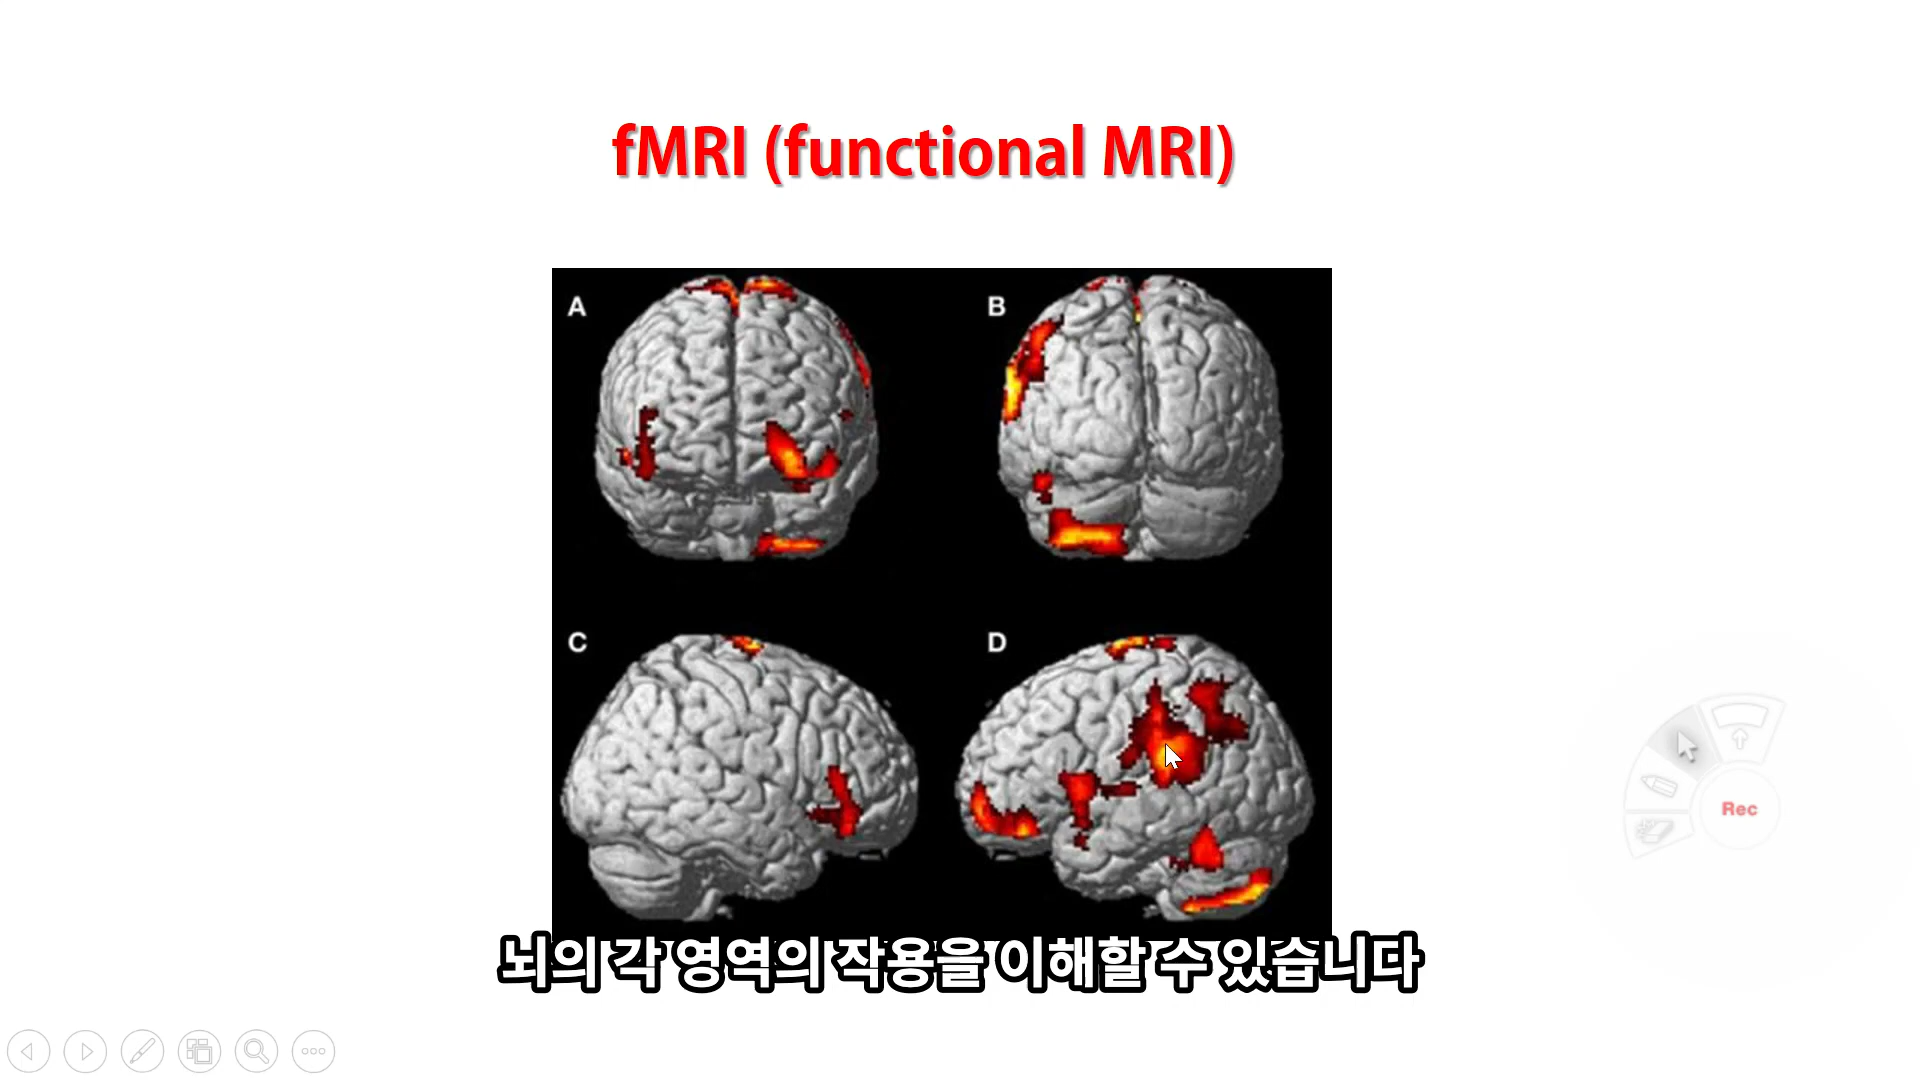 fMRI (functional MRI)
A
B
C
D
Rec
뇌의 각 영역의 작용을 이해할 수 있습니다